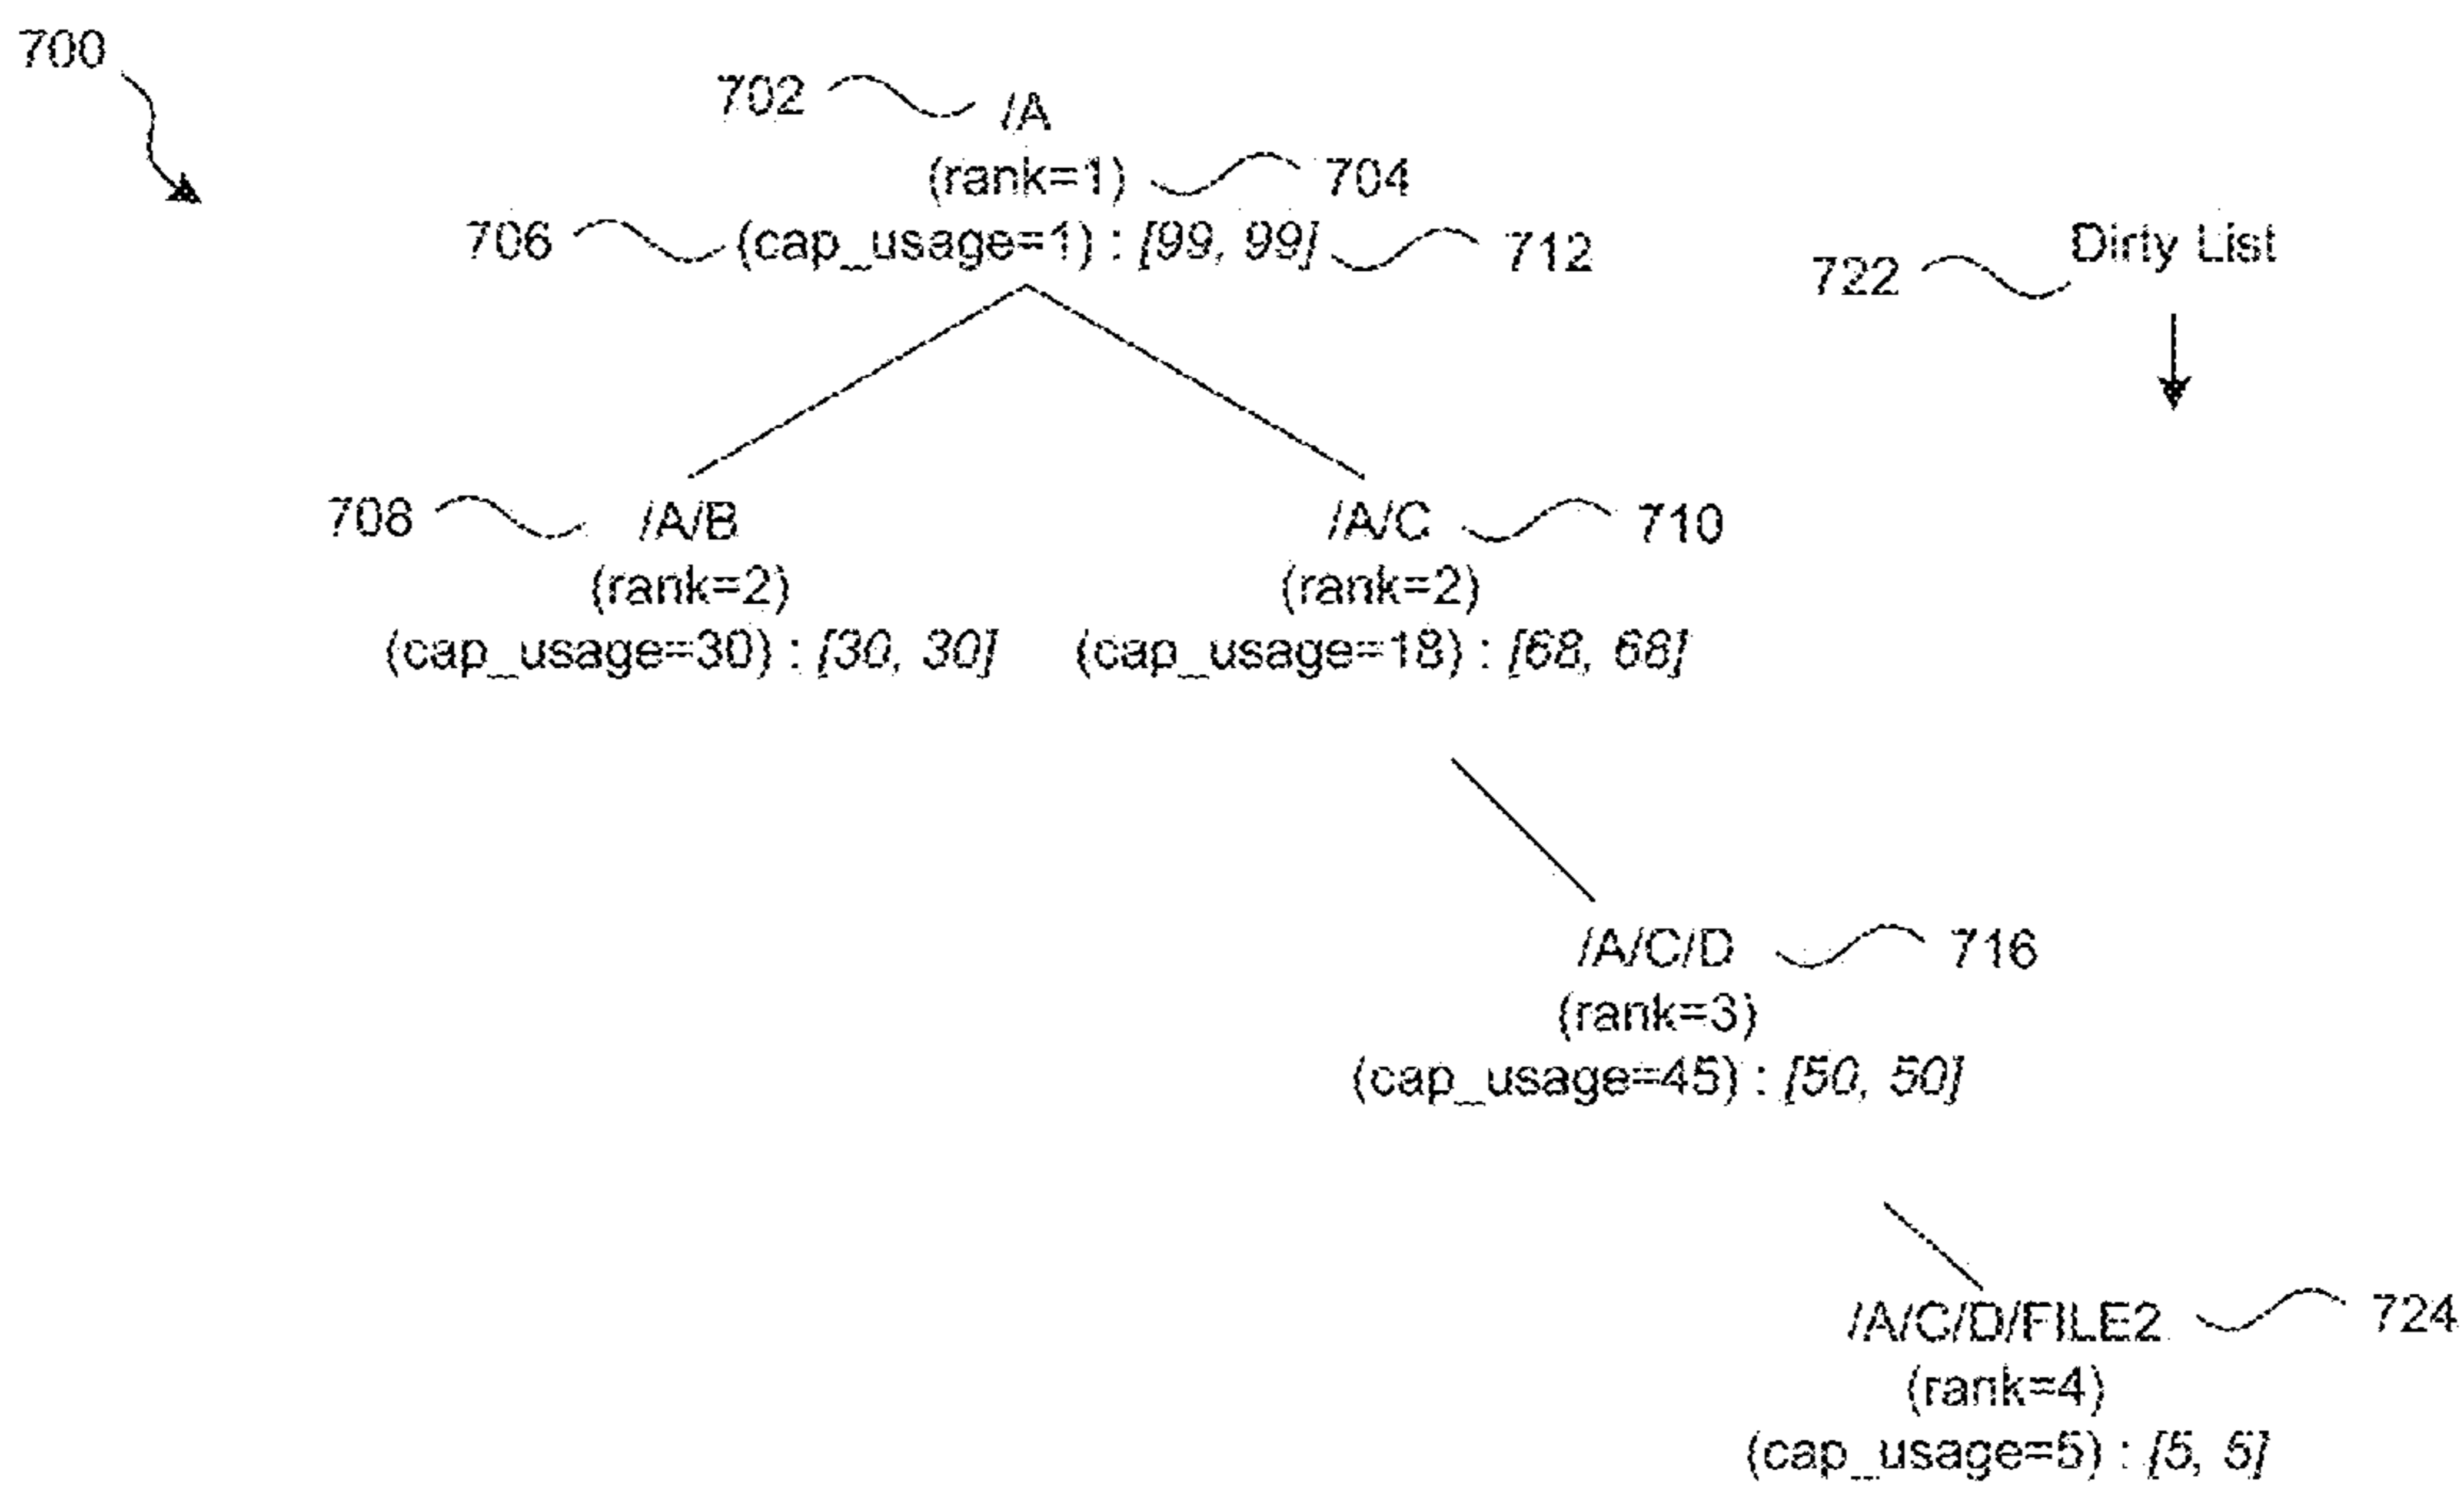 700
702 /A
(rank=1) 704
706 (cap_usage=1) : [99, 99] 712
Dirty List
722
708 /A/B
(rank=2)
(cap_usage=30) : [30, 30]
/A/C 710
(rank=2)
(cap_usage=18) : [68, 68]
/A/C/D 716
(rank=3)
(cap_usage=45) : [50, 50]
/A/C/D/FILE2 724
(rank=4)
(cap_usage=5) : [5, 5]